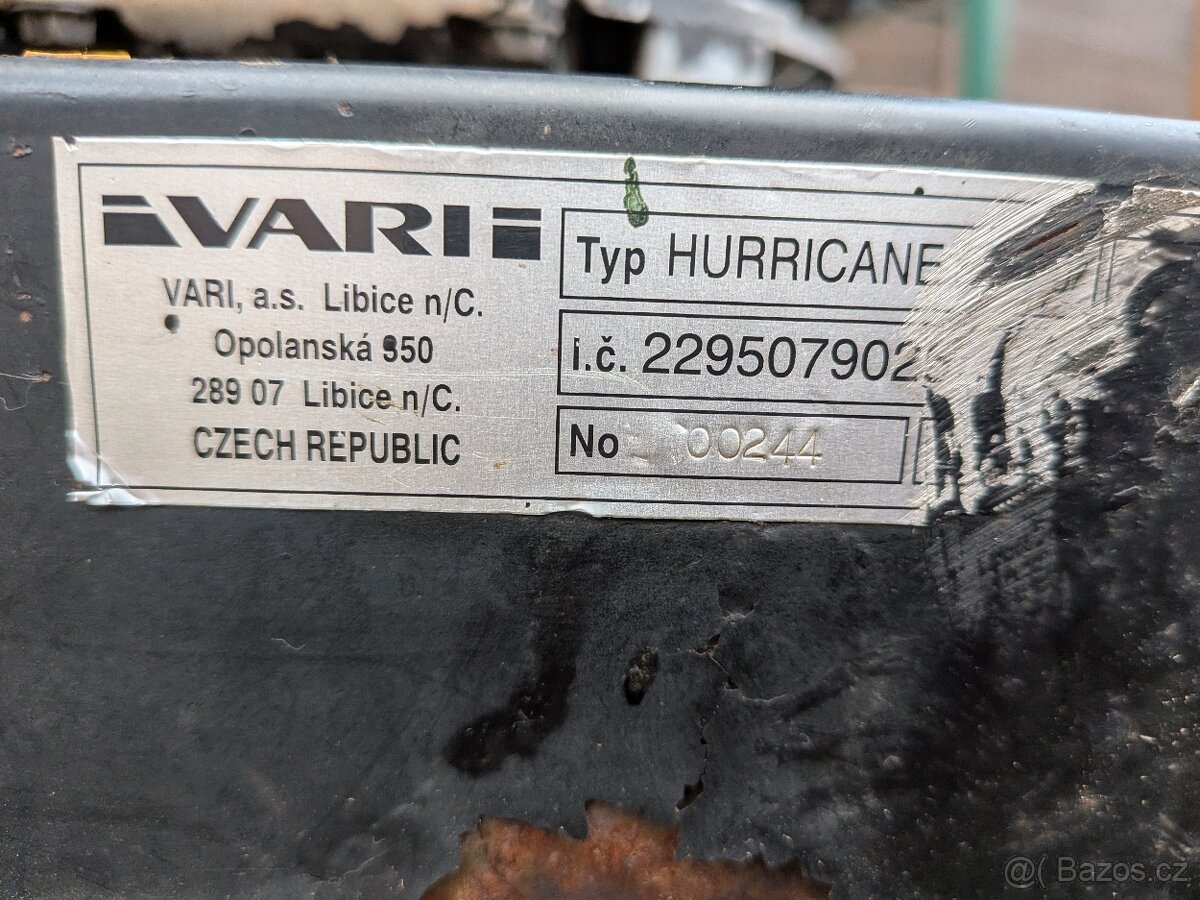 VARI
VARI, a.s. Libice n/C.
Opolanská 350
289 07 Libice n/C.
CZECH REPUBLIC
Typ HURRICANE
i.č. 229507902
No 00244
@( Bazos.cz